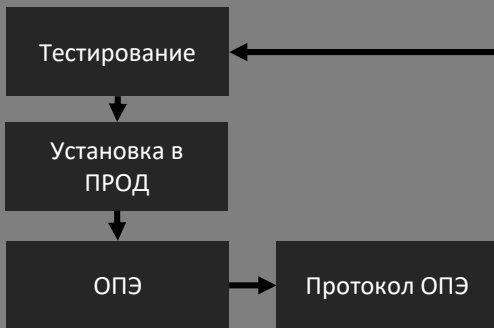 Тестирование
Установка в
ПРОД
ОПЭ
Протокол ОПЭ